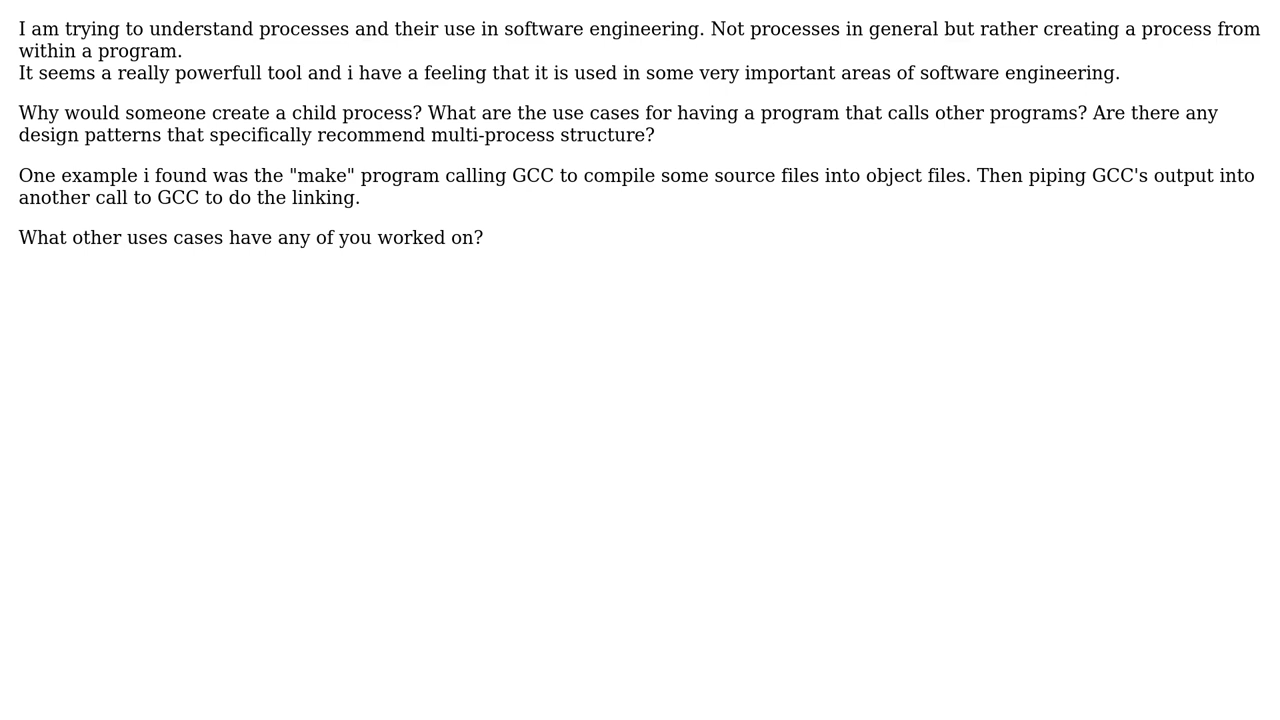 I am trying to understand processes and their use in software engineering. Not processes in general but rather creating a process from
within a program.
It seems a really powerfull tool and i have a feeling that it is used in some very important areas of software engineering.
Why would someone create a child process? What are the use cases for having a program that calls other programs? Are there any
design patterns that specifically recommend multi-process structure?
One example i found was the "make" program calling GCC to compile some source files into object files. Then piping GCC's output into
another call to GCC to do the linking.
What other uses cases have any of you worked on?